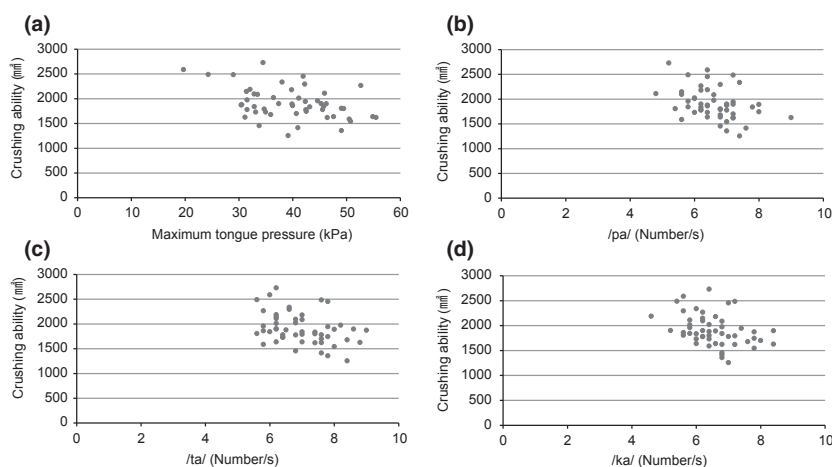 (a)
Crushing ability (㎟)
3000
2500
2000
1500
1000
500
0
0 10 20 30 40 50 60
Maximum tongue pressure (kPa)
(b)
Crushing ability (㎟)
3000
2500
2000
1500
1000
500
0
0 2 4 6 8 10
/pa/ (Number/s)
(c)
Crushing ability (㎟)
3000
2500
2000
1500
1000
500
0
0 2 4 6 8 10
/ta/ (Number/s)
(d)
Crushing ability (㎟)
3000
2500
2000
1500
1000
500
0
0 2 4 6 8 10
/ka/ (Number/s)